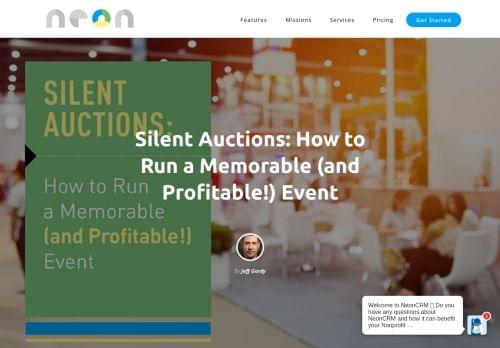 neon
Features
Missions
Services
Pricing
Get Started
SILENT
AUCTIONS:
How to Run
a Memorable
(and Profitable!)
Event
Silent Auctions: How to
Run a Memorable (and
Profitable!) Event
By Jeff Gordy
Welcome to NeonCRM 👋 Do you
have any questions about
NeonCRM and how it can benefit
your Nonprofit ...
1